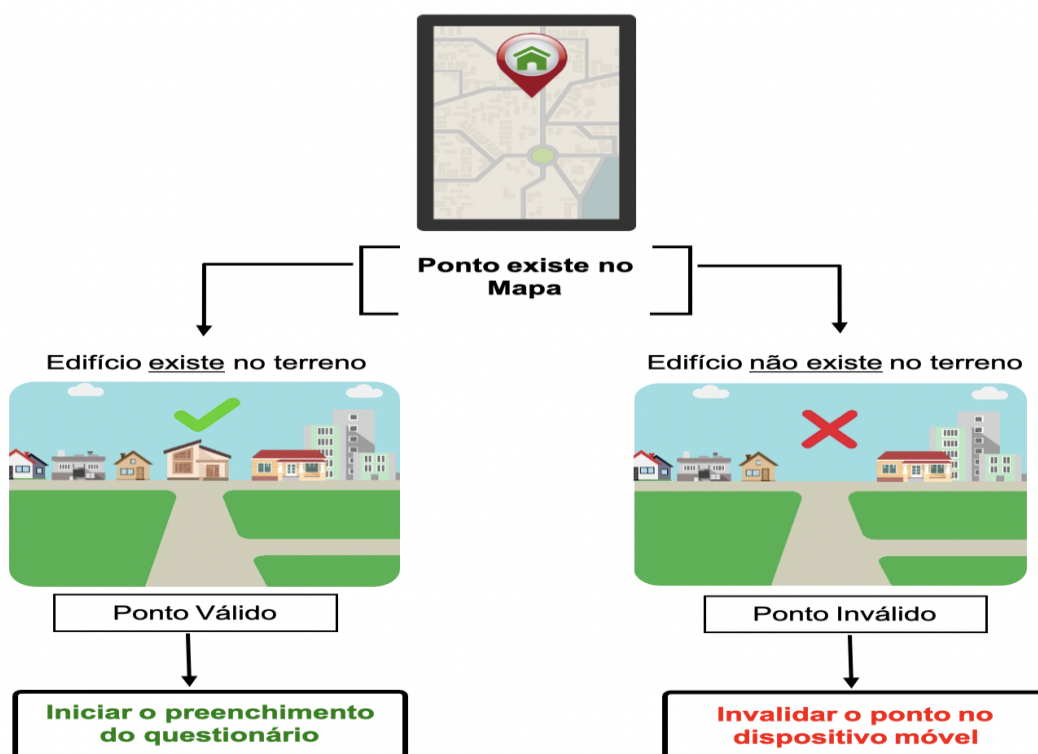 Ponto existe no
Mapa
Edifício existe no terreno
Edifício não existe no terreno
Ponto Válido
Ponto Inválido
Iniciar o preenchimento
do questionário
Invalidar o ponto no
dispositivo móvel